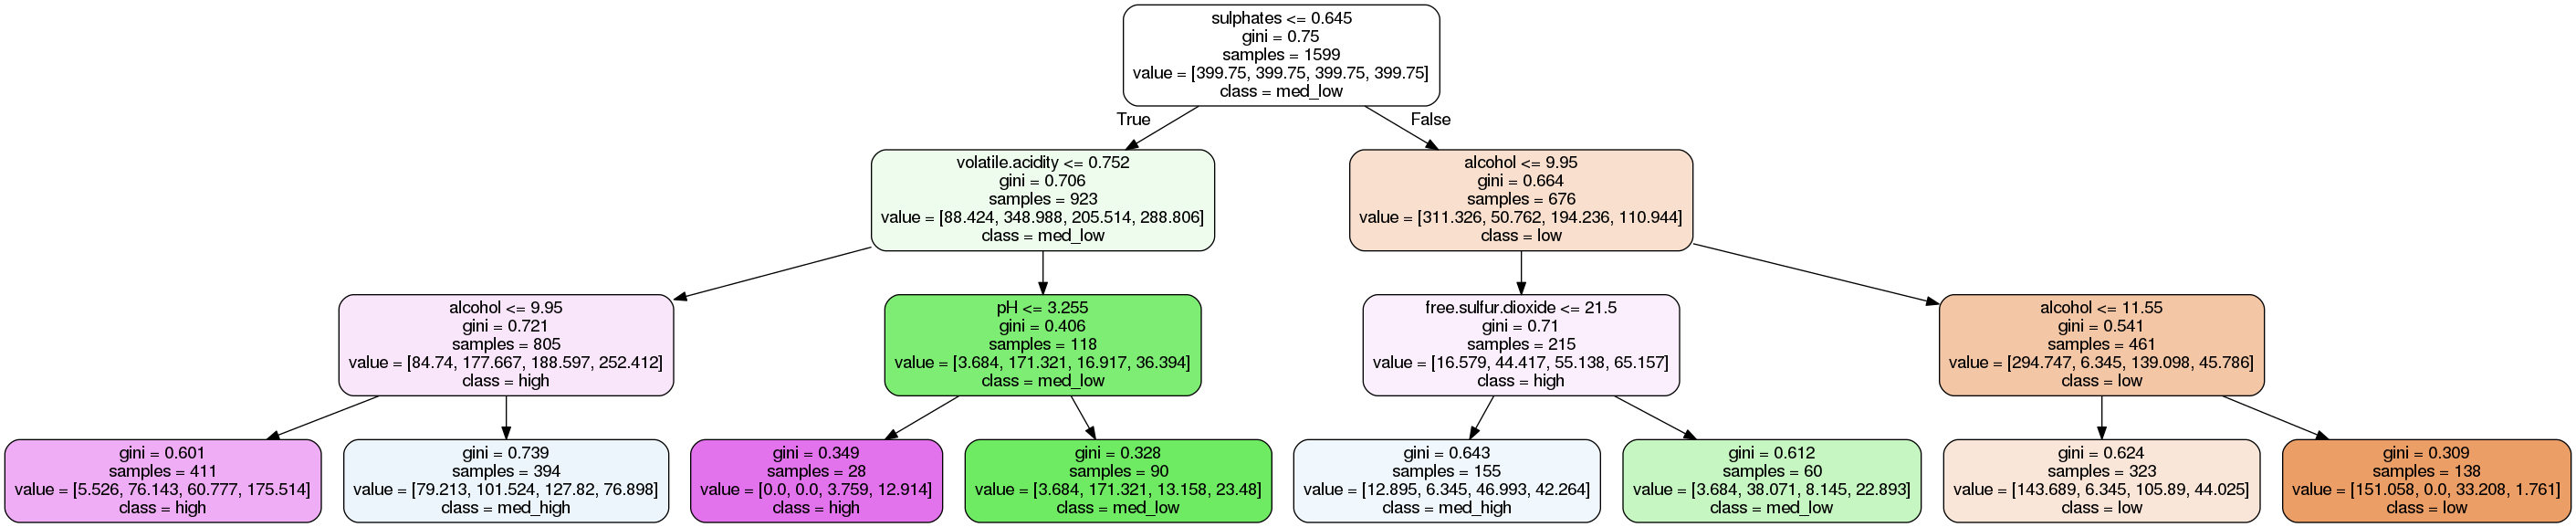 sulphates <= 0.645
gini = 0.75
samples = 1599
value = [399.75, 399.75, 399.75, 399.75]
class = med_low
True
False
volatile.acidity <= 0.752
gini = 0.706
samples = 923
value = [88.424, 348.988, 205.514, 288.806]
class = med_low
alcohol <= 9.95
gini = 0.664
samples = 676
value = [311.326, 50.762, 194.236, 110.944]
class = low
alcohol <= 9.95
gini = 0.721
samples = 805
value = [84.74, 177.667, 188.597, 252.412]
class = high
pH <= 3.255
gini = 0.406
samples = 118
value = [3.684, 171.321, 16.917, 36.394]
class = med_low
free.sulfur.dioxide <= 21.5
gini = 0.71
samples = 215
value = [16.579, 44.417, 55.138, 65.157]
class = high
alcohol <= 11.55
gini = 0.541
samples = 461
value = [294.747, 6.345, 139.098, 45.786]
class = low
gini = 0.601
samples = 411
value = [5.526, 76.143, 60.777, 175.514]
class = high
gini = 0.739
samples = 394
value = [79.213, 101.524, 127.82, 76.898]
class = med_high
gini = 0.349
samples = 28
value = [0.0, 0.0, 3.759, 12.914]
class = high
gini = 0.328
samples = 90
value = [3.684, 171.321, 13.158, 23.48]
class = med_low
gini = 0.643
samples = 155
value = [12.895, 6.345, 46.993, 42.264]
class = med_high
gini = 0.612
samples = 60
value = [3.684, 38.071, 8.145, 22.893]
class = med_low
gini = 0.624
samples = 323
value = [143.689, 6.345, 105.89, 44.025]
class = low
gini = 0.309
samples = 138
value = [151.058, 0.0, 33.208, 1.761]
class = low